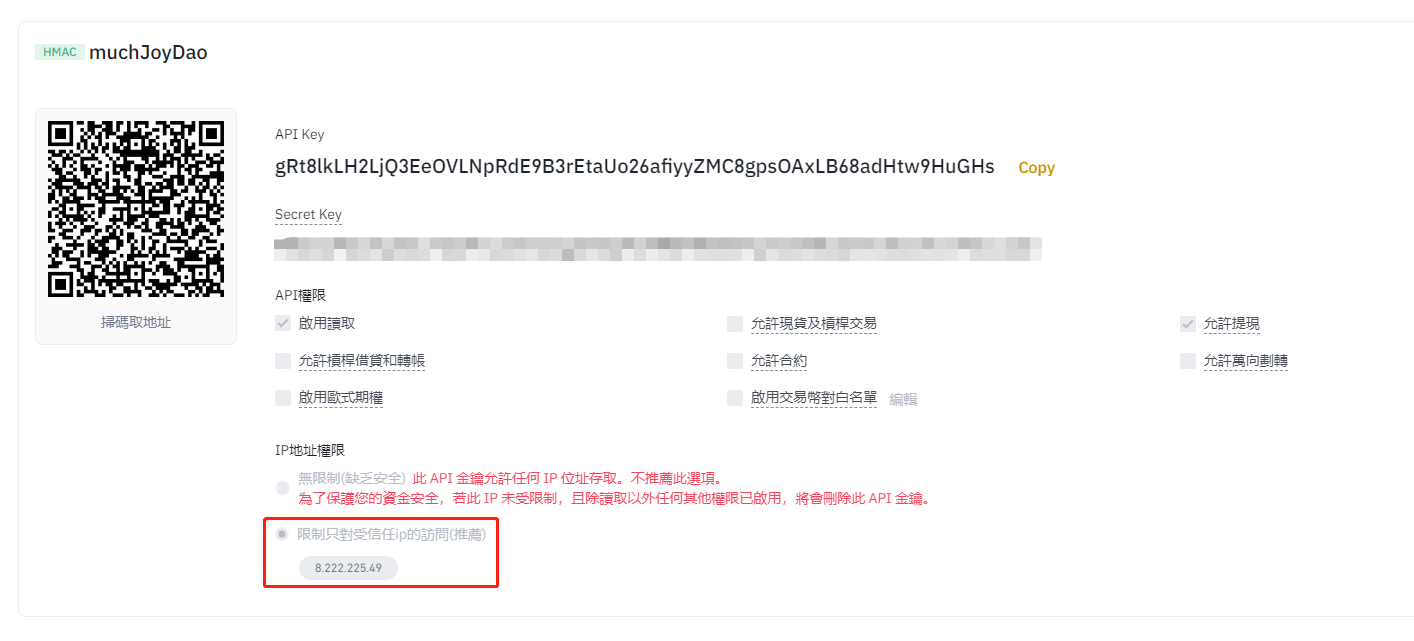 HMAC muchJoyDao
API Key
gRt8lkLH2LjQ3EeOVLNpRdE9B3rEtaUo26afiyyZMC8gpsOAxLB68adHtw9HuGHs Copy
Secret Key
掃碼取地址
API權限
啟用讀取 允許現貨及槓桿交易 允許提現
允許槓桿借貸和轉帳 允許合約 允許萬向劃轉
啟用歐式期權 啟用交易幣對白名單 編輯
IP地址權限
無限制(缺乏安全) 此 API 金鑰允許任何 IP 位址存取。不推薦此選項。
為了保護您的資金安全，若此 IP 未受限制，且除讀取以外任何其他權限已啟用，將會刪除此 API 金鑰。
限制只對受信任ip的訪問(推薦)
8.222.225.49